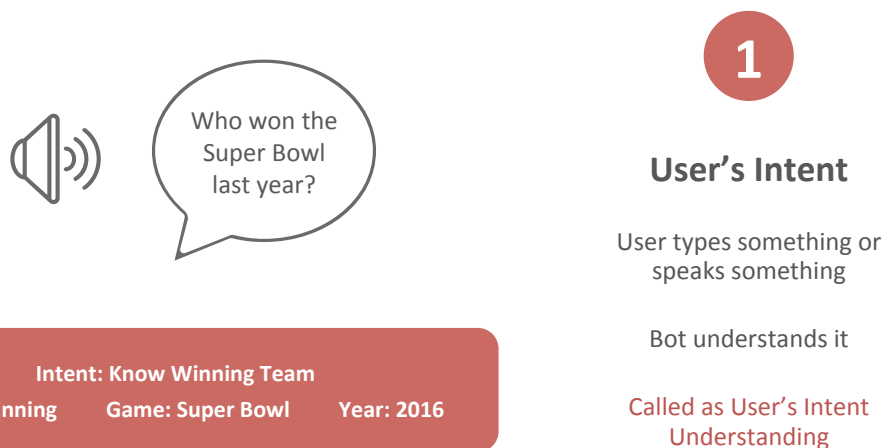 Who won the
Super Bowl
last year?
Intent: Know Winning Team
Game: Super Bowl Year: 2016
1
User's Intent
User types something or
speaks something
Bot understands it
Called as User's Intent
Understanding